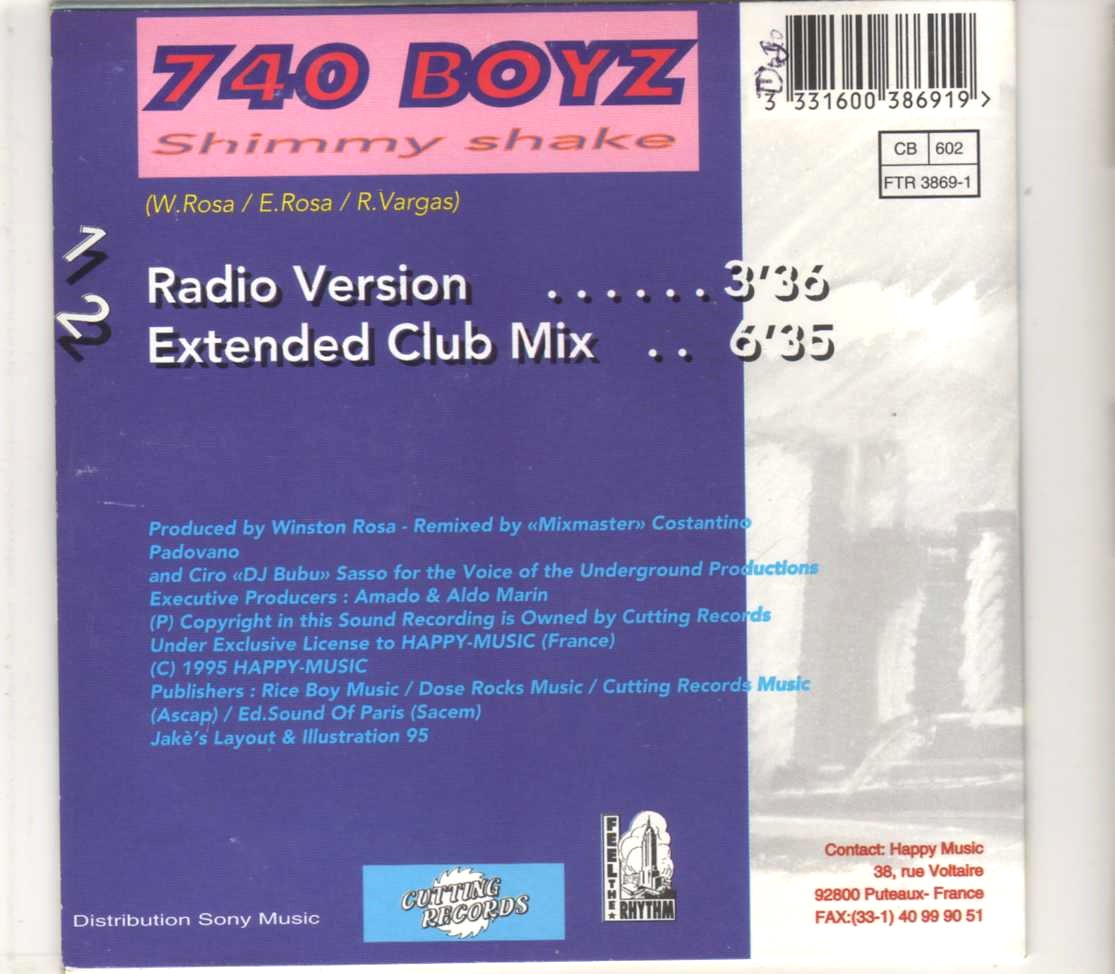 740 BOYZ
Shimmy shake
(W.Rosa / E.Rosa / R.Vargas)
3 331600 386919 >
CB 602
FTR 3869-1
1 Radio Version ...... 3'36
2 Extended Club Mix .. 6'35
Produced by Winston Rosa - Remixed by «Mixmaster» Costantino
Padovano
and Ciro «DJ Bubu» Sasso for the Voice of the Underground Productions
Executive Producers : Amado & Aldo Marin
(P) Copyright in this Sound Recording is Owned by Cutting Records
Under Exclusive License to HAPPY-MUSIC (France)
(C) 1995 HAPPY-MUSIC
Publishers : Rice Boy Music / Dose Rocks Music / Cutting Records Music
(Ascap) / Ed.Sound Of Paris (Sacem)
Jakè's Layout & Illustration 95
Distribution Sony Music
CUTTING
RECORDS
FEEL THE
RHYTHM
Contact: Happy Music
38, rue Voltaire
92800 Puteaux- France
FAX:(33-1) 40 99 90 51